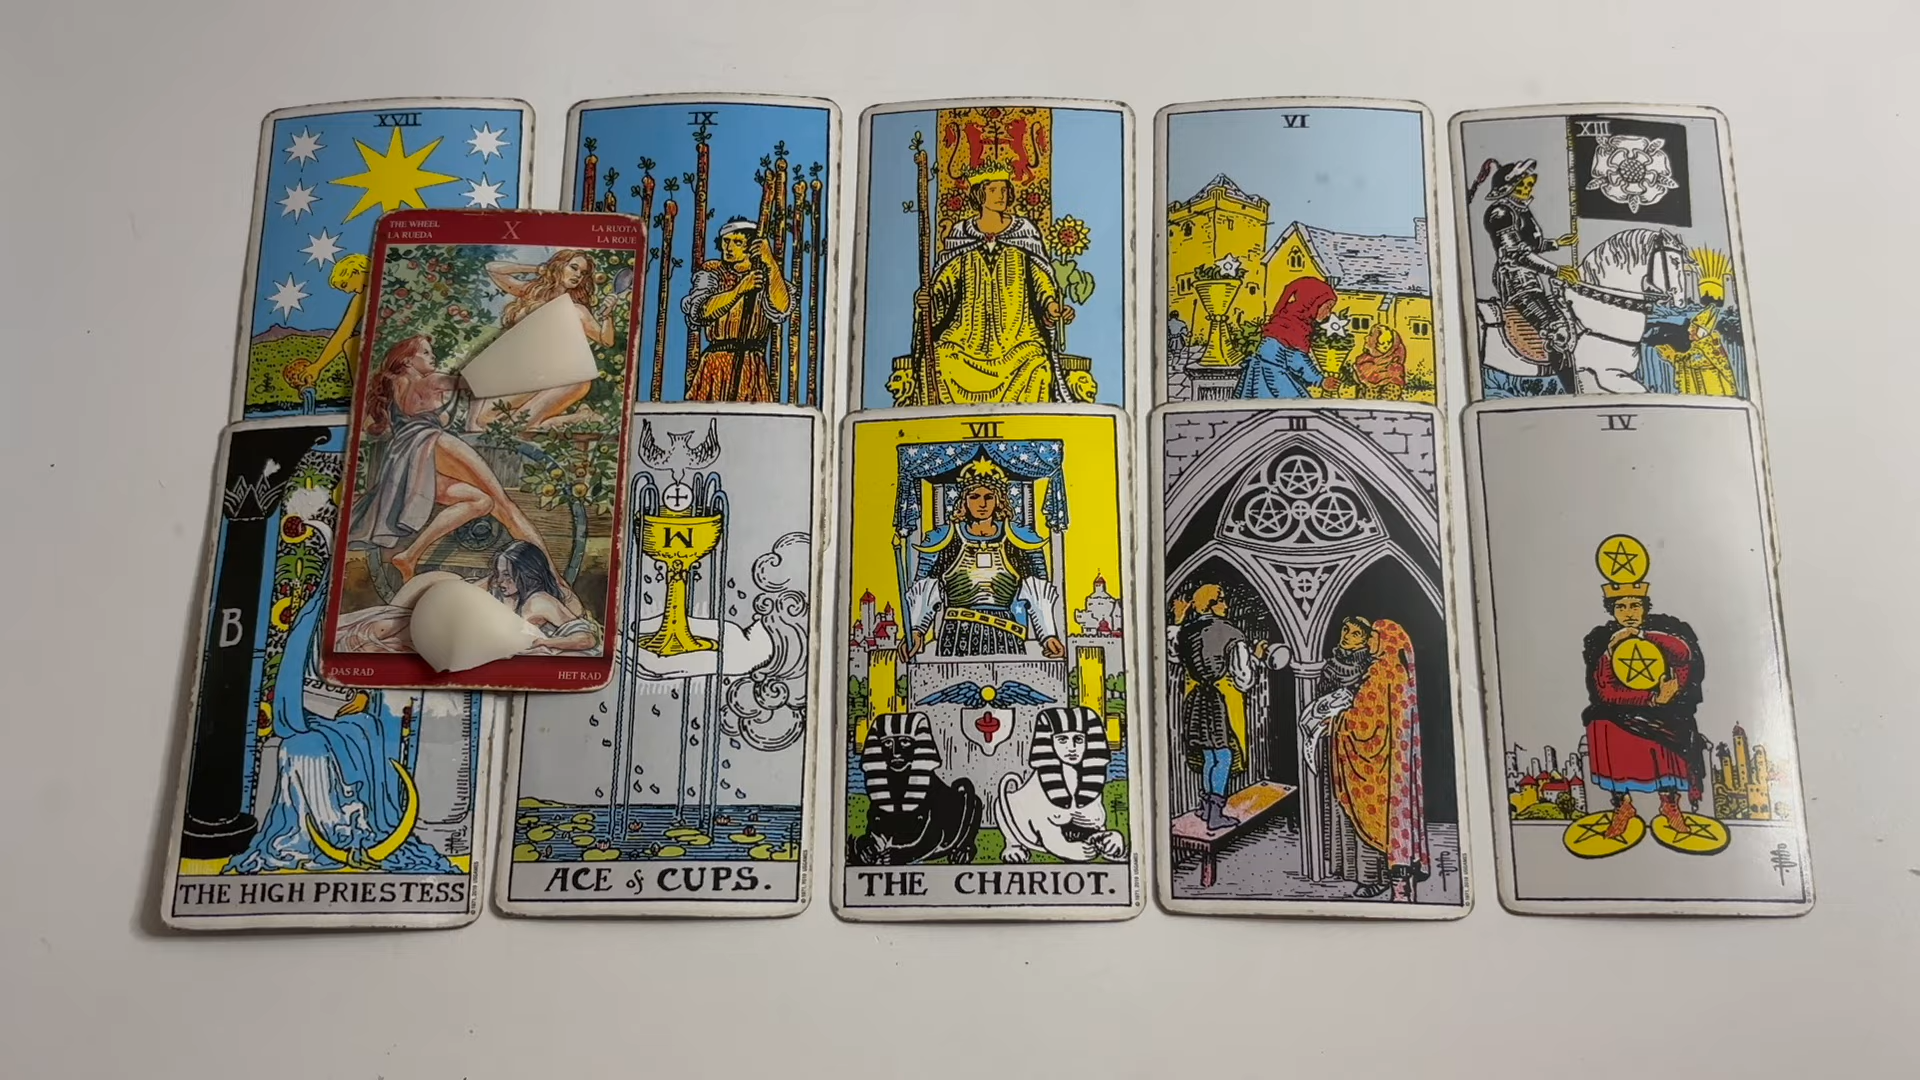 XVII
IX
VI
XIII
THE WHEEL
LA RUEDA
X
LA RUOTA
LA ROUE
DAS RAD
HET RAD
B
THE HIGH PRIESTESS
ACE of CUPS.
VII
THE CHARIOT.
III
IV